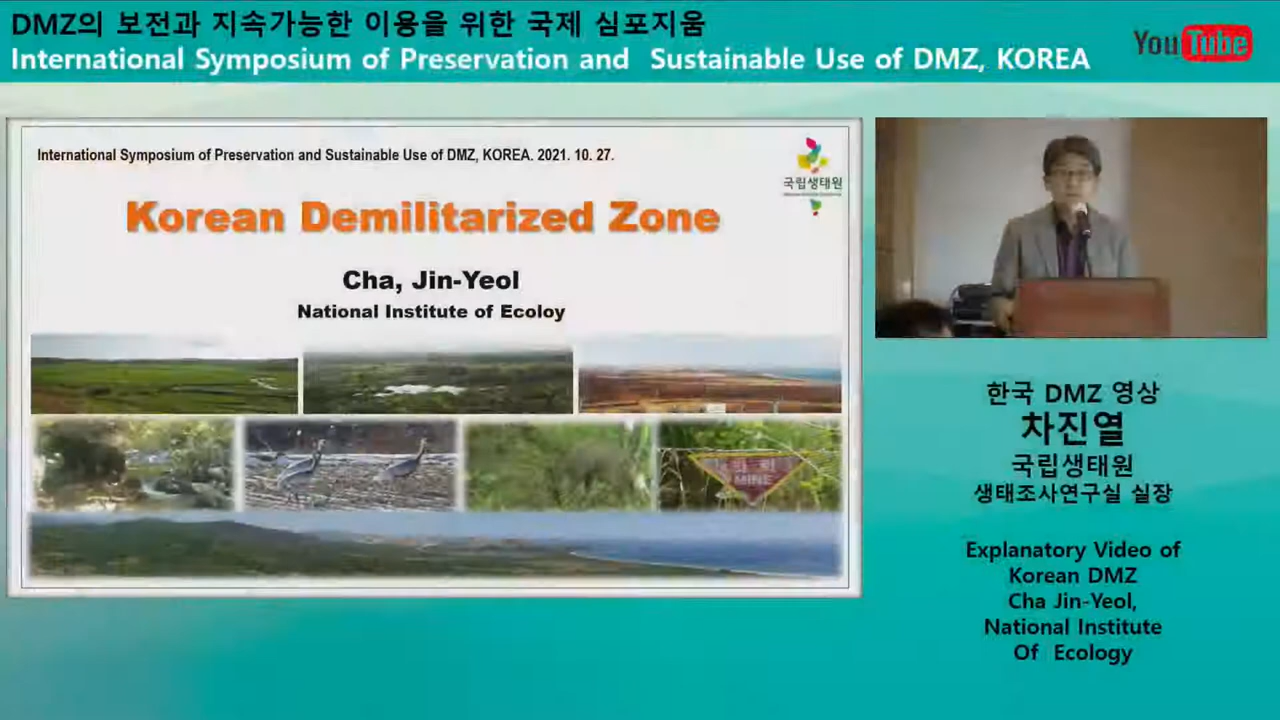 DMZ의 보전과 지속가능한 이용을 위한 국제 심포지움
International Symposium of Preservation and Sustainable Use of DMZ, KOREA
YouTube
International Symposium of Preservation and Sustainable Use of DMZ, KOREA. 2021. 10. 27.
국립생태원
Korean Demilitarized Zone
Cha, Jin-Yeol
National Institute of Ecoloy
MINE
한국 DMZ 영상
차진열
국립생태원
생태조사연구실 실장
Explanatory Video of
Korean DMZ
Cha Jin-Yeol,
National Institute
Of Ecology